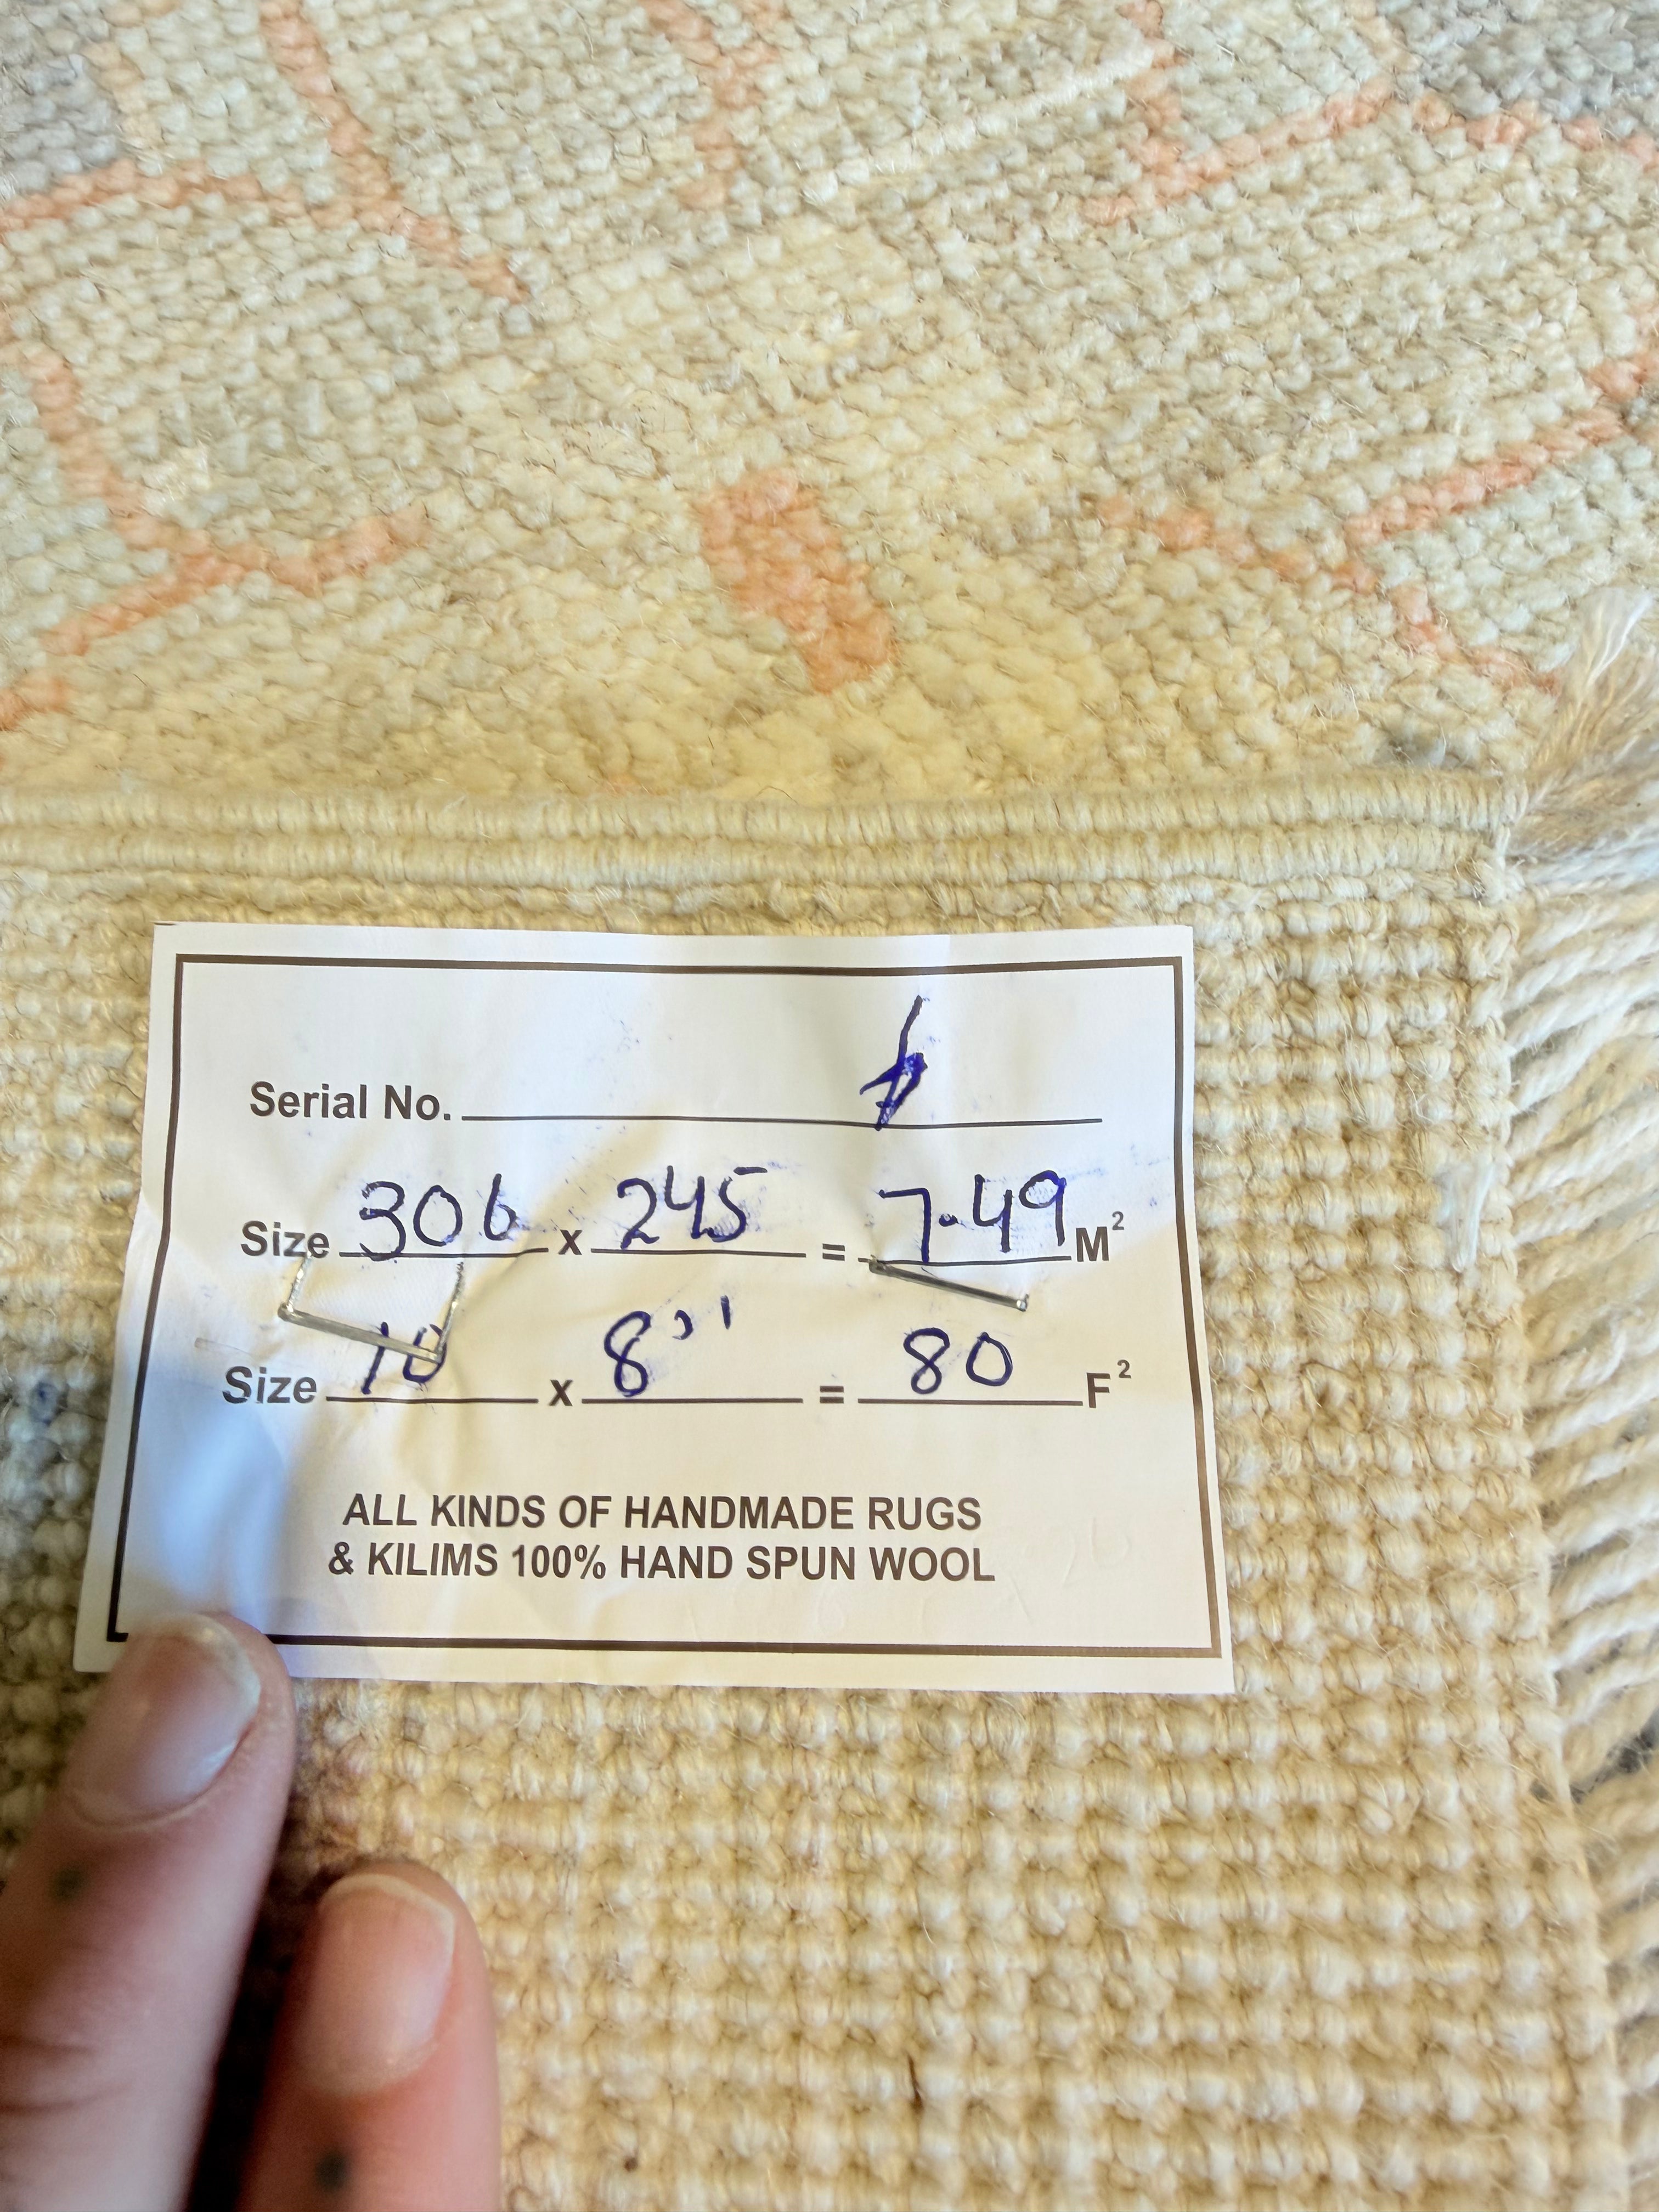 Serial No.
Size 306 x 245 = 7.49 M²
Size 10 x 8'1 = 80 F²
ALL KINDS OF HANDMADE RUGS
& KILIMS 100% HAND SPUN WOOL